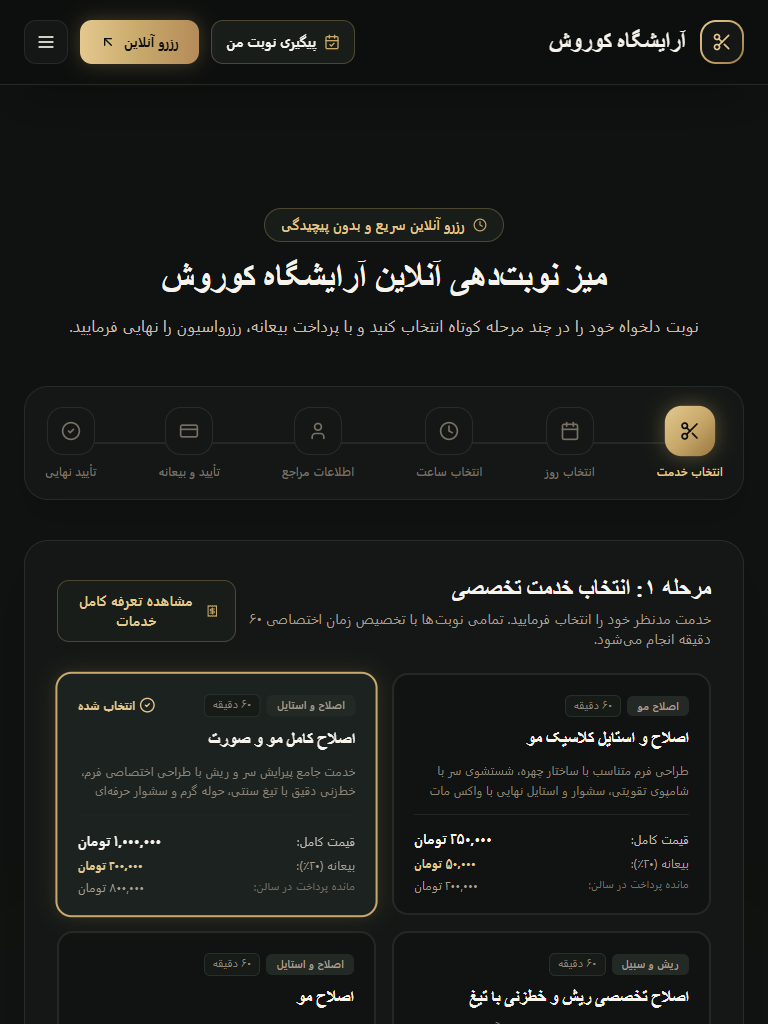 آرایشگاه کوروش
پیگیری نوبت من
رزرو آنلاین
رزرو آنلاین سریع و بدون پیچیدگی
میز نوبت‌دهی آنلاین آرایشگاه کوروش
نوبت دلخواه خود را در چند مرحله کوتاه انتخاب کنید و با پرداخت بیعانه، رزرواسیون را نهایی فرمایید.
انتخاب خدمت
انتخاب روز
انتخاب ساعت
اطلاعات مراجع
تأیید و بیعانه
تأیید نهایی
مرحله ۱: انتخاب خدمت تخصصی
خدمت مدنظر خود را انتخاب فرمایید. تمامی نوبت‌ها با تخصیص زمان اختصاصی ۶۰
دقیقه انجام می‌شود.
مشاهده تعرفه کامل
خدمات
اصلاح مو
۶۰ دقیقه
اصلاح و استایل کلاسیک مو
طراحی فرم متناسب با ساختار چهره، شستشوی سر با
شامپوی تقویتی، سشوار و استایل نهایی با واکس مات
قیمت کامل:
۲۵۰,۰۰۰ تومان
بیعانه (۲۰٪):
۵۰,۰۰۰ تومان
مانده پرداخت در سالن:
۲۰۰,۰۰۰ تومان
اصلاح و استایل
۶۰ دقیقه
انتخاب شده
اصلاح کامل مو و صورت
خدمت جامع پیرایش سر و ریش با طراحی اختصاصی فرم،
خط‌زنی دقیق با تیغ سنتی، حوله گرم و سشوار حرفه‌ای
قیمت کامل:
۱,۰۰۰,۰۰۰ تومان
بیعانه (۲۰٪):
۲۰۰,۰۰۰ تومان
مانده پرداخت در سالن:
۸۰۰,۰۰۰ تومان
ریش و سبیل
۶۰ دقیقه
اصلاح تخصصی ریش و خطزنی با تیغ
اصلاح و استایل
۶۰ دقیقه
اصلاح مو